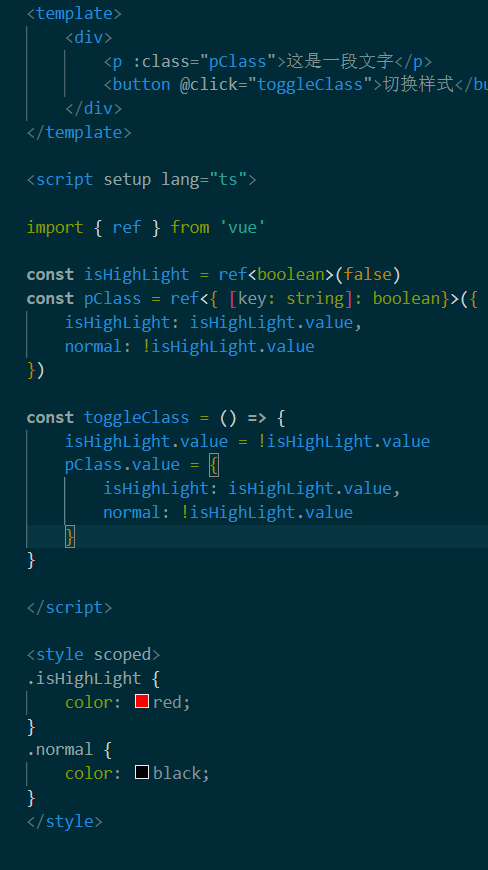 <template>
    <div>
        <p :class="pClass">这是一段文字</p>
        <button @click="toggleClass">切换样式</bu
    </div>
</template>
<script setup lang="ts">
import { ref } from 'vue'
const isHighLight = ref<boolean>(false)
const pClass = ref<{ [key: string]: boolean}>({
    isHighLight: isHighLight.value,
    normal: !isHighLight.value
})
const toggleClass = () => {
    isHighLight.value = !isHighLight.value
    pClass.value = {
        isHighLight: isHighLight.value,
        normal: !isHighLight.value
    }
}
</script>
<style scoped>
.isHighLight {
    color: red;
}
.normal {
    color: black;
}
</style>